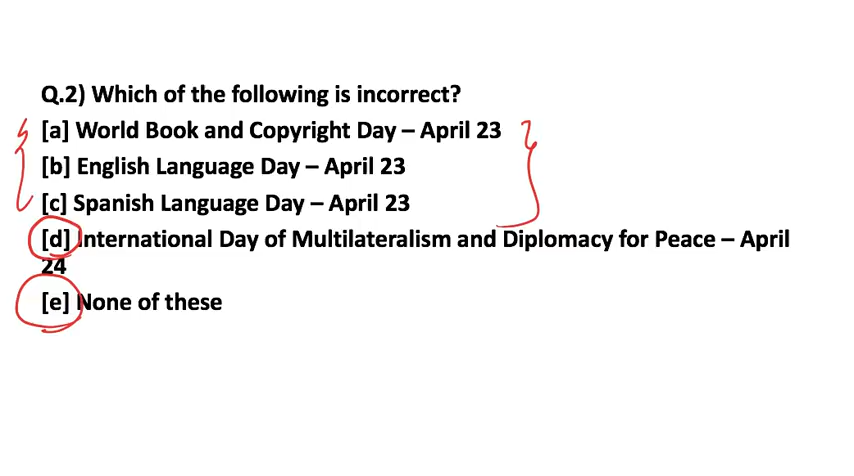 Q.2) Which of the following is incorrect?
[a] World Book and Copyright Day – April 23
[b] English Language Day – April 23
[c] Spanish Language Day – April 23
[d] International Day of Multilateralism and Diplomacy for Peace – April
24
[e] None of these